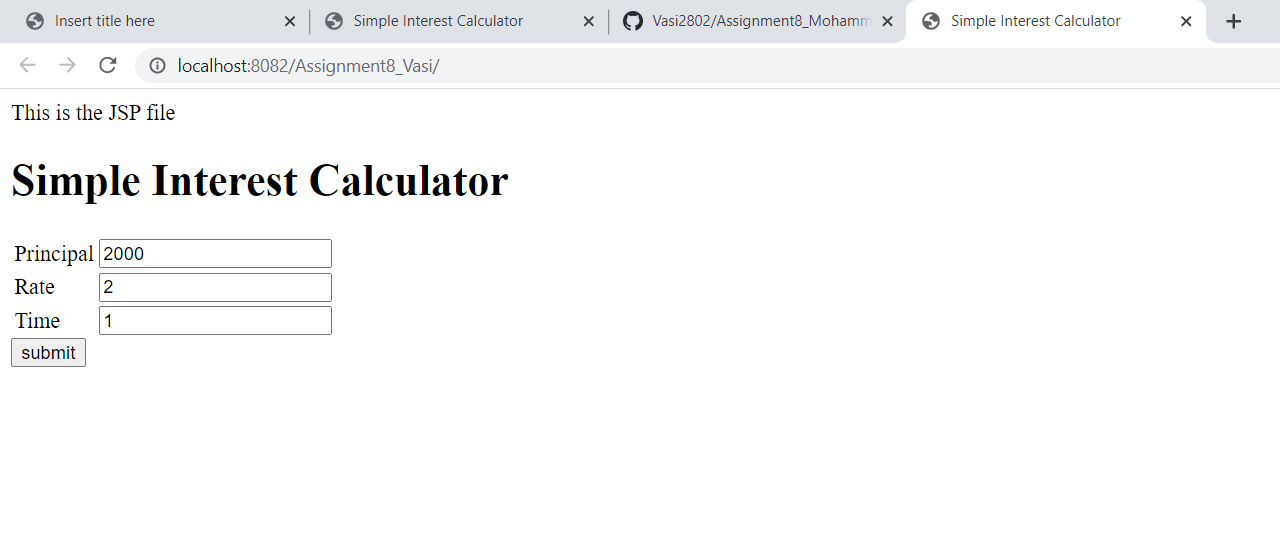 Insert title here
Simple Interest Calculator
Vasi2802/Assignment8_Mohamm
Simple Interest Calculator
localhost:8082/Assignment8_Vasi/
This is the JSP file
Simple Interest Calculator
Principal 2000
Rate 2
Time 1
submit